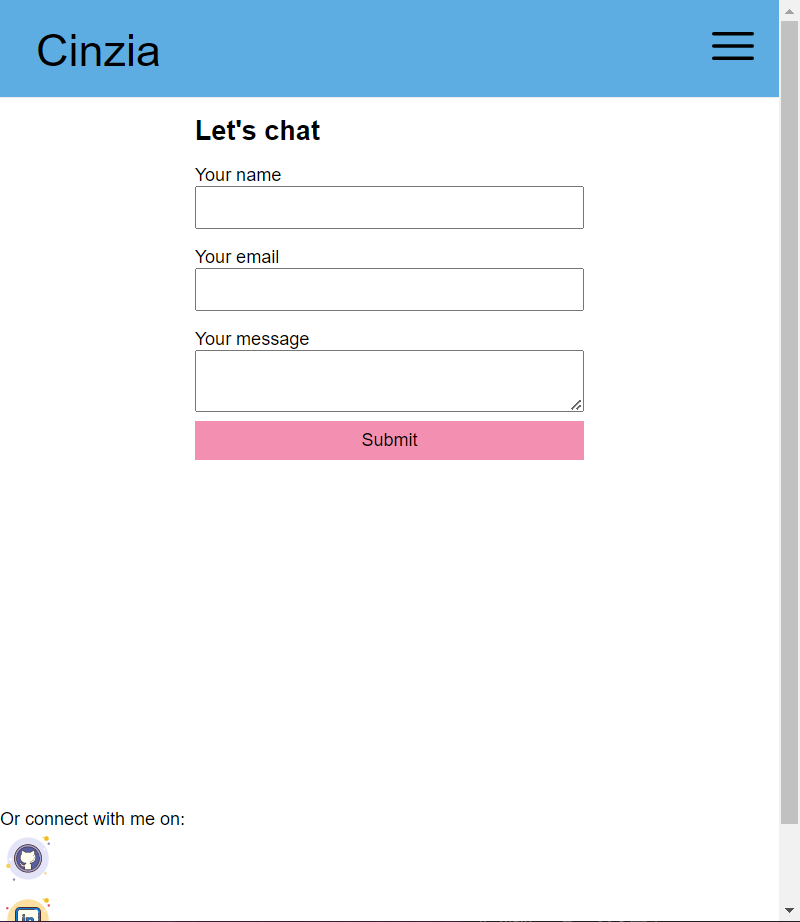 Cinzia
Let's chat
Your name
Your email
Your message
Submit
Or connect with me on:
in